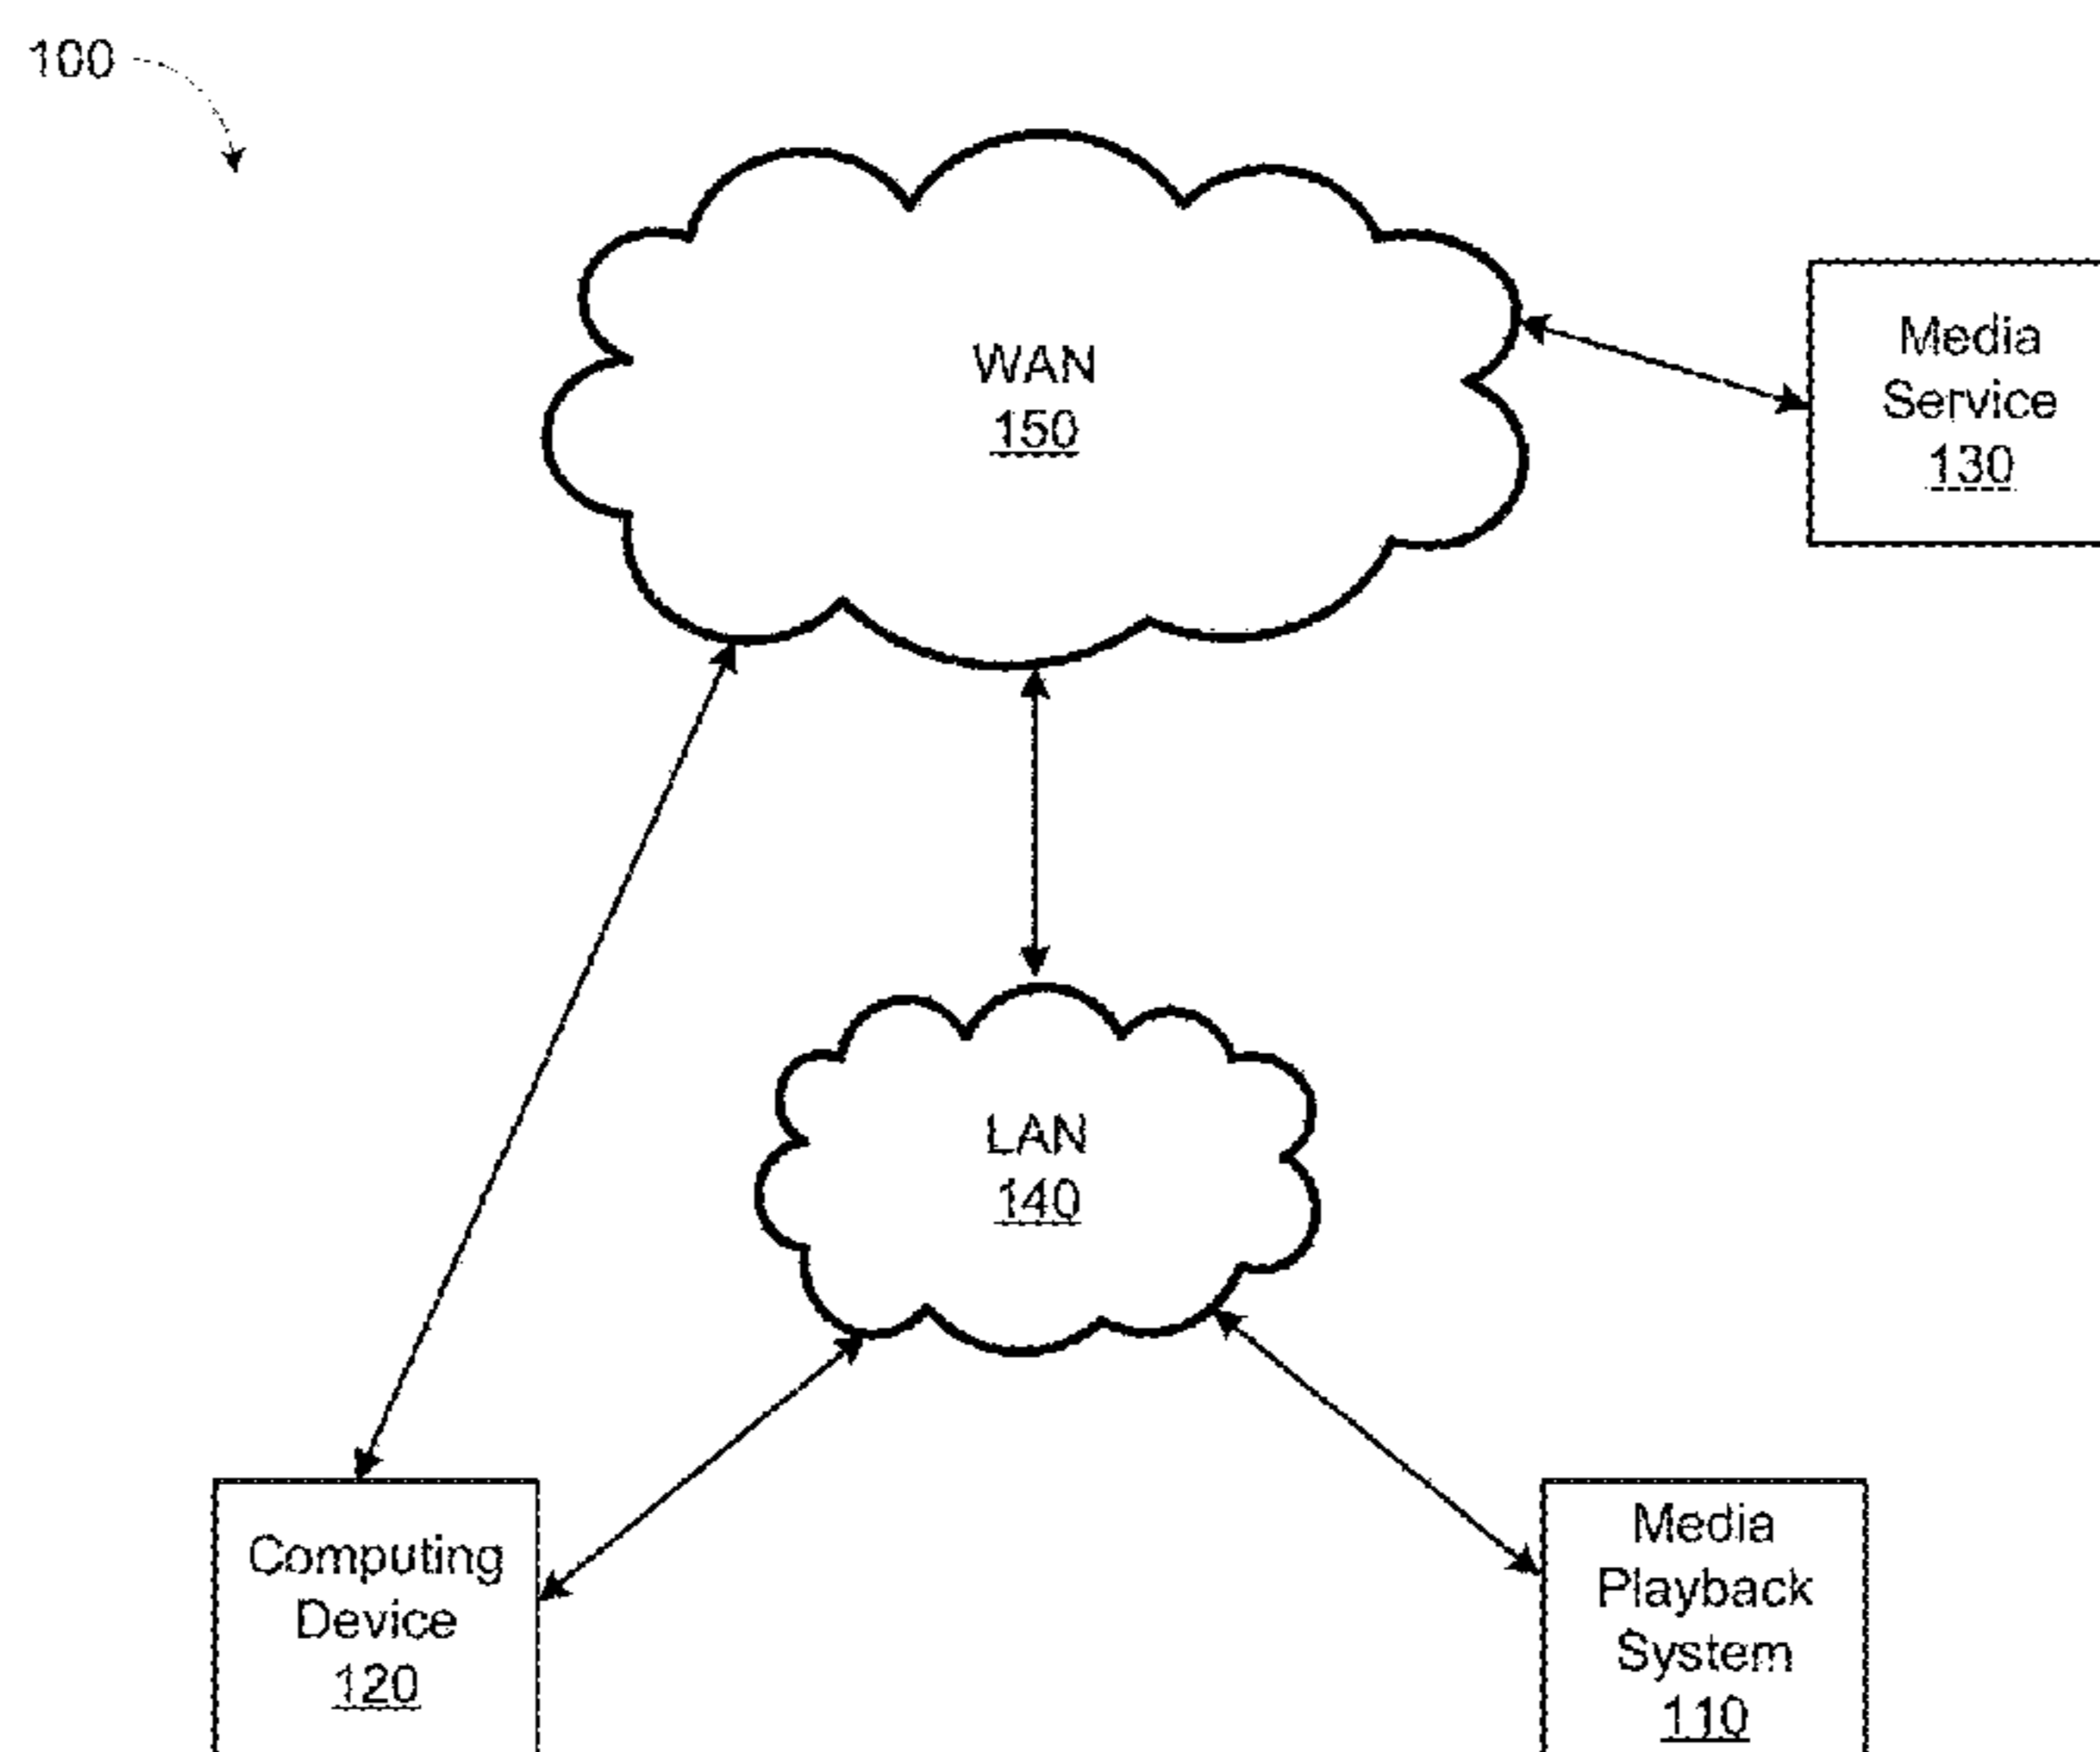 100
WAN
150
Media
Service
130
LAN
140
Computing
Device
120
Media
Playback
System
110